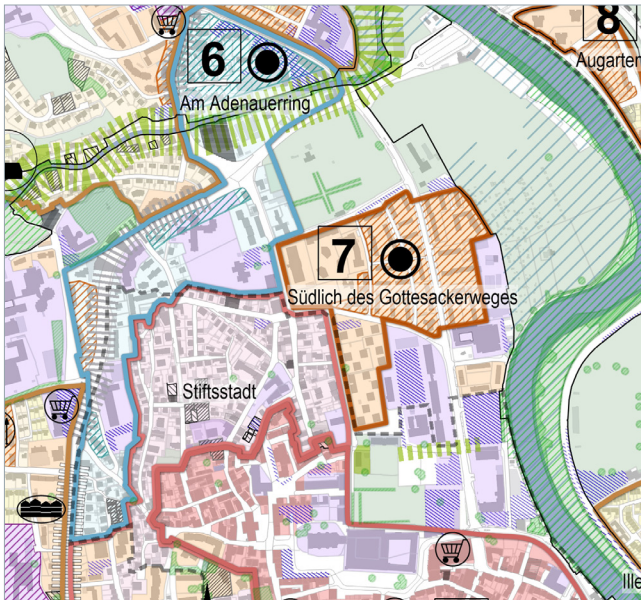 8
Augarten
6
Am Adenauerring
7
Südlich des Gottesackerweges
Stiftsstadt
Ille